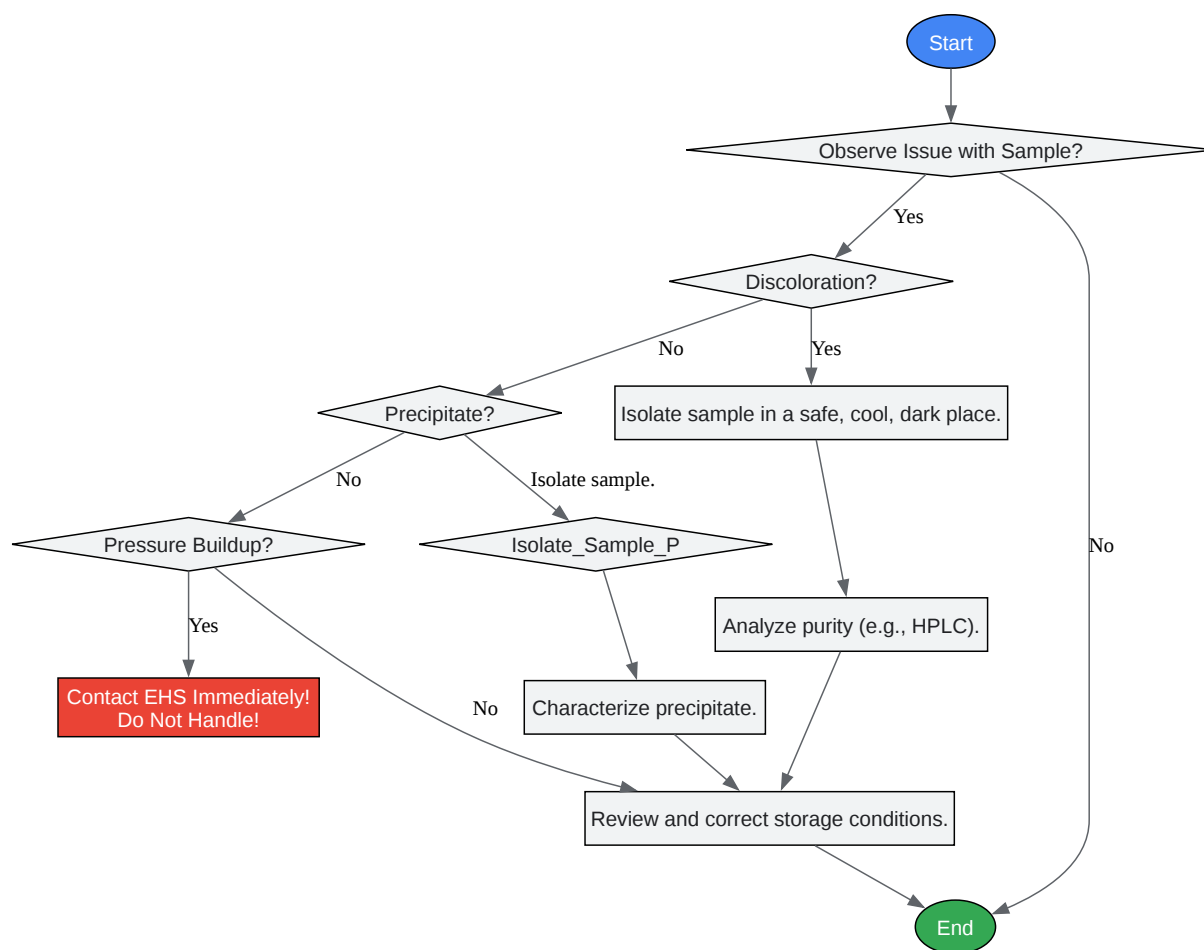 Start
Observe Issue with Sample?
Yes
Discoloration?
No
Yes
Precipitate?
Isolate sample in a safe, cool, dark place.
No
Isolate sample.
Pressure Buildup?
Isolate_Sample_P
No
Yes
Analyze purity (e.g., HPLC).
Contact EHS Immediately!
Do Not Handle!
No
Characterize precipitate.
Review and correct storage conditions.
End